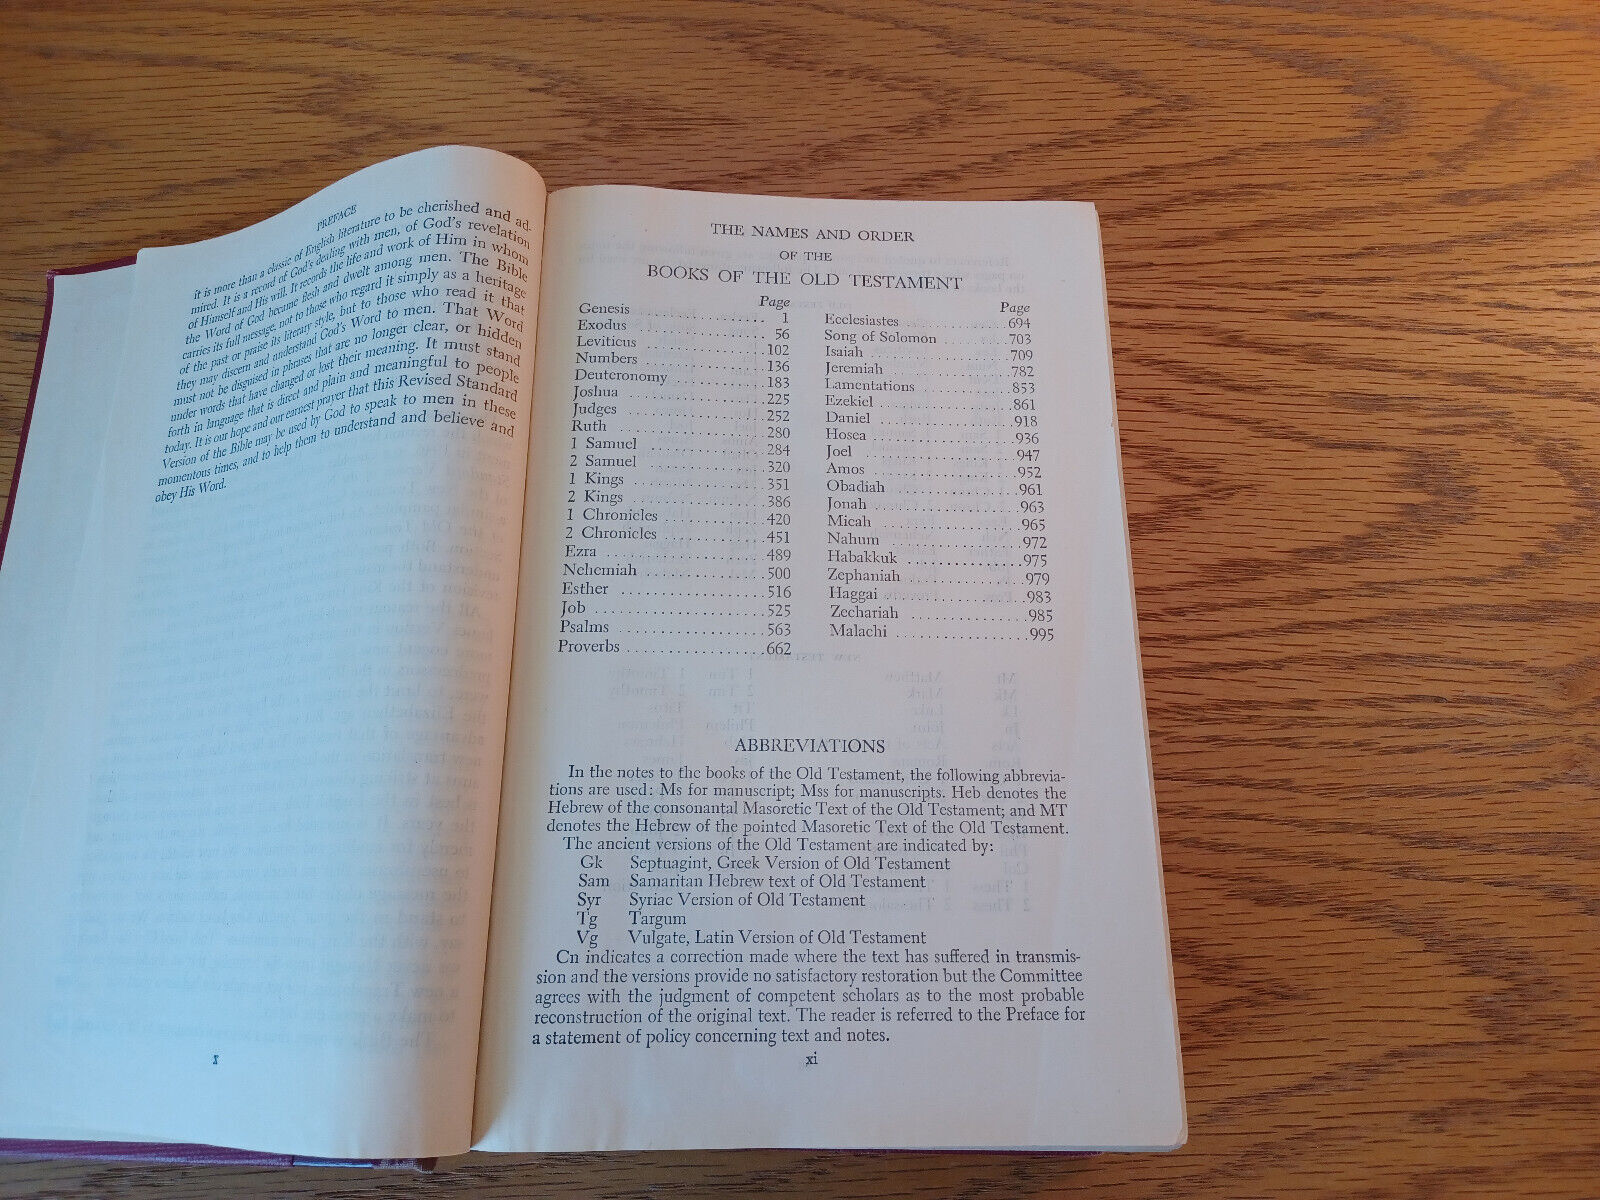 PREFACE
it is more than a classic of English literature to be cherished and ad-
mired. It is a record of God's dealing with men, of God's revelation
of Himself and His will. It records the life and work of Him in whom
the Word of God became flesh and dwelt among men. The Bible
carries its full message, not to those who regard it simply as a heritage
of the past or praise its literary style, but to those who read it that
they may discern and understand God's Word to men. That Word
must not be disguised in phrases that are no longer clear, or hidden
under words that have changed or lost their meaning. It must stand
forth in language that is direct and plain and meaningful to people
today. It is our hope and our earnest prayer that this Revised Standard
Version of the Bible may be used by God to speak to men in these
momentous times, and to help them to understand and believe and
obey His Word.
x
THE NAMES AND ORDER
OF THE
BOOKS OF THE OLD TESTAMENT
Page
Genesis .................... 1
Exodus .................... 56
Leviticus .................. 102
Numbers .................. 136
Deuteronomy .............. 183
Joshua .................... 225
Judges .................... 252
Ruth ...................... 280
1 Samuel .................. 284
2 Samuel .................. 320
1 Kings ................... 351
2 Kings ................... 386
1 Chronicles ............... 420
2 Chronicles ............... 451
Ezra ...................... 489
Nehemiah ................. 500
Esther .................... 516
Job ....................... 525
Psalms .................... 563
Proverbs .................. 662
Page
Ecclesiastes ............... 694
Song of Solomon .......... 703
Isaiah ..................... 709
Jeremiah .................. 782
Lamentations ............. 853
Ezekiel .................... 861
Daniel .................... 918
Hosea ..................... 936
Joel ....................... 947
Amos ..................... 952
Obadiah .................. 961
Jonah ..................... 963
Micah ..................... 965
Nahum ................... 972
Habakkuk ................ 975
Zephaniah ................ 979
Haggai .................... 983
Zechariah ................. 985
Malachi ................... 995
ABBREVIATIONS
In the notes to the books of the Old Testament, the following abbrevia-
tions are used: Ms for manuscript; Mss for manuscripts. Heb denotes the
Hebrew of the consonantal Masoretic Text of the Old Testament; and MT
denotes the Hebrew of the pointed Masoretic Text of the Old Testament.
The ancient versions of the Old Testament are indicated by:
Gk Septuagint, Greek Version of Old Testament
Sam Samaritan Hebrew text of Old Testament
Syr Syriac Version of Old Testament
Tg Targum
Vg Vulgate, Latin Version of Old Testament
Cn indicates a correction made where the text has suffered in transmis-
sion and the versions provide no satisfactory restoration but the Committee
agrees with the judgment of competent scholars as to the most probable
reconstruction of the original text. The reader is referred to the Preface for
a statement of policy concerning text and notes.
xi